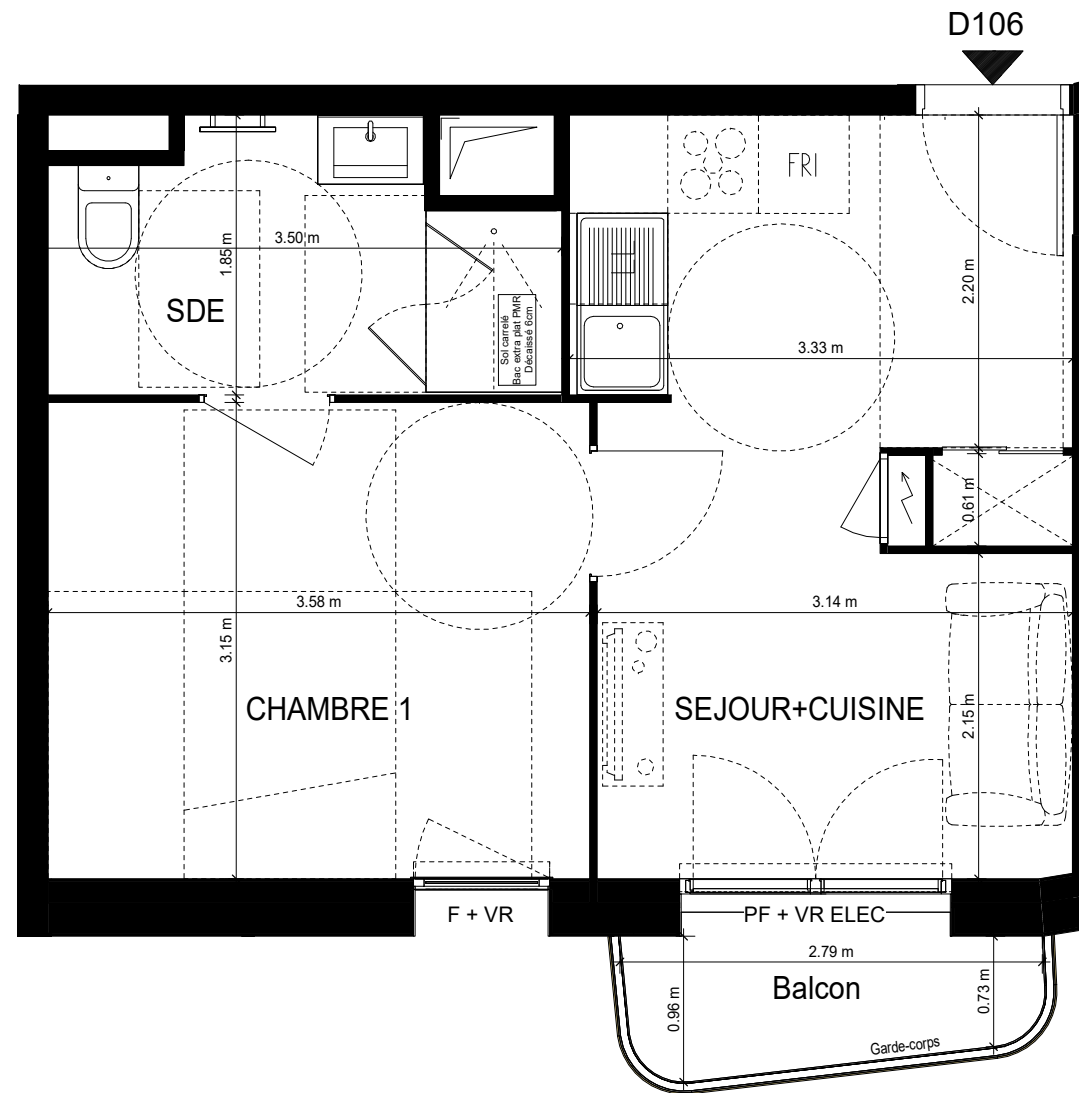 D106
FRI
3.50 m
1.85 m
SDE
Sol carrelé
Bac extra plat PMR
Décaissé 6cm
2.20 m
3.33 m
0.61 m
3.58 m
3.14 m
3.15 m
CHAMBRE 1
SEJOUR+CUISINE
2.15 m
F + VR
PF + VR ELEC
2.79 m
Balcon
0.96 m
0.73 m
Garde-corps